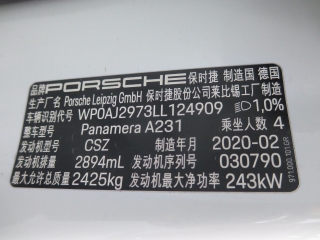 品牌 PORSCHE 保时捷 制造国 德国
生产厂名 Porsche Leipzig GmbH 保时捷股份公司莱比锡工厂制造
车辆识别代号 WP0AJ2973LL124909 1,0%
整车型号 Panamera A231 乘坐人数 4
发动机型号 CSZ 制造年月 2020-02
发动机排量 2894mL 发动机序列号 030790
最大允许总质量 2425kg 发动机最大净功率 243kW